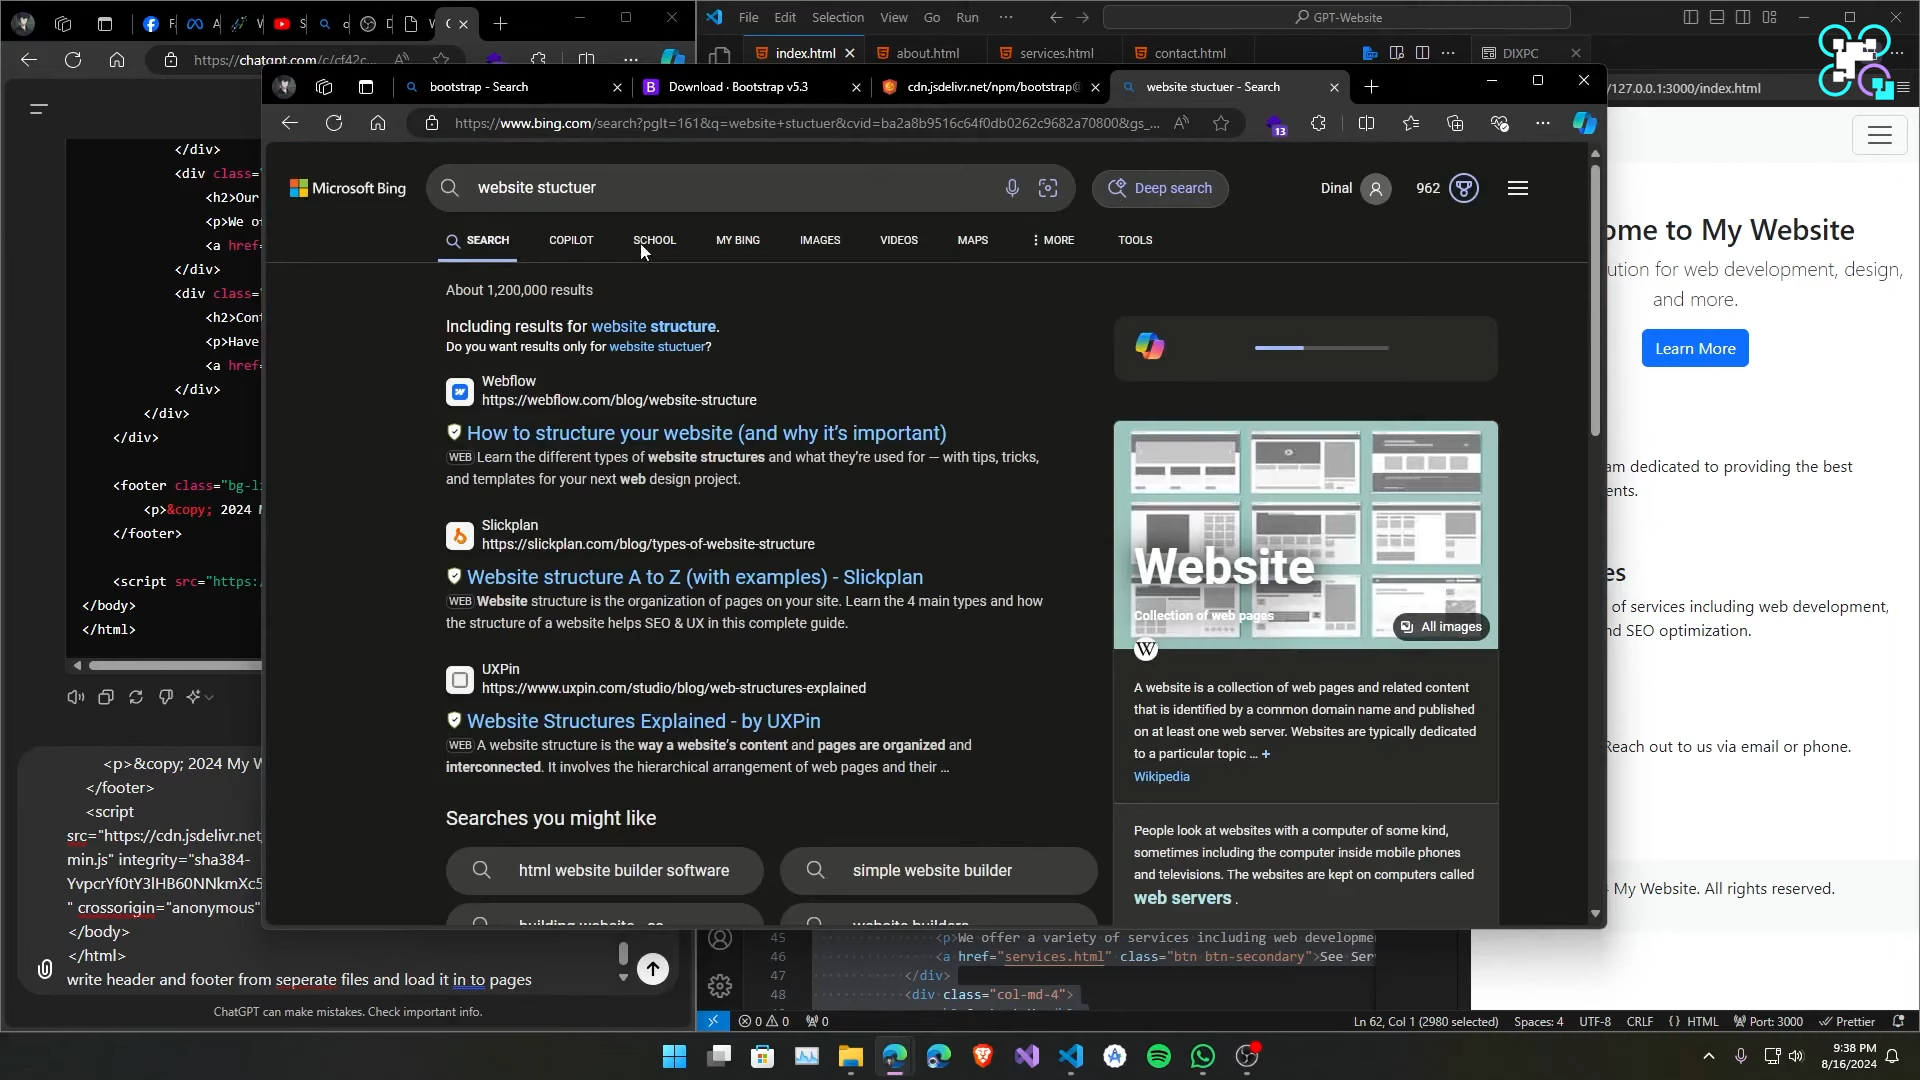 https://chatgpt.com/c/cf42c...
</div>
<div class=
<h2>Our
<p>We of
<a href=
</div>
<div class=
<h2>Cont
<p>Have
<a href=
</div>
</div>
</div>
<footer class="bg-li
<p>&copy; 2024 M
</footer>
<script src="https:
</body>
</html>
<p>&copy; 2024 My W
</footer>
<script
src="https://cdn.jsdelivr.net
min.js" integrity="sha384-
YvpcrYf0tY3lHB60NNkmXc5
" crossorigin="anonymous"
</body>
</html>
write header and footer from seperate files and load it in to pages
ChatGPT can make mistakes. Check important info.
File Edit Selection View Go Run ···
GPT-Website
index.html
about.html
services.html
contact.html
DIXPC
/127.0.0.1:3000/index.html
bootstrap - Search
Download · Bootstrap v5.3
cdn.jsdelivr.net/npm/bootstrap@
website stuctuer - Search
https://www.bing.com/search?pglt=161&q=website+stuctuer&cvid=ba2a8b9516c64f0db0262c9682a70800&gs_...
13
Microsoft Bing
website stuctuer
Deep search
Dinal
962
SEARCH
COPILOT
SCHOOL
MY BING
IMAGES
VIDEOS
MAPS
MORE
TOOLS
About 1,200,000 results
Including results for website structure.
Do you want results only for website stuctuer?
Webflow
https://webflow.com/blog/website-structure
How to structure your website (and why it's important)
WEB Learn the different types of website structures and what they're used for — with tips, tricks,
and templates for your next web design project.
Slickplan
https://slickplan.com/blog/types-of-website-structure
Website structure A to Z (with examples) - Slickplan
WEB Website structure is the organization of pages on your site. Learn the 4 main types and how
the structure of a website helps SEO & UX in this complete guide.
UXPin
https://www.uxpin.com/studio/blog/web-structures-explained
Website Structures Explained - by UXPin
WEB A website structure is the way a website's content and pages are organized and
interconnected. It involves the hierarchical arrangement of web pages and their ...
Searches you might like
html website builder software
simple website builder
website builders
Website
Collection of web pages
All images
W
A website is a collection of web pages and related content
that is identified by a common domain name and published
on at least one web server. Websites are typically dedicated
to a particular topic ... +
Wikipedia
People look at websites with a computer of some kind,
sometimes including the computer inside mobile phones
and televisions. The websites are kept on computers called
web servers .
ome to My Website
ution for web development, design,
and more.
Learn More
am dedicated to providing the best
ents.
es
of services including web development,
nd SEO optimization.
Reach out to us via email or phone.
My Website. All rights reserved.
45 <p>We offer a variety of services including web developme
46 <a href="services.html" class="btn btn-secondary">See Ser
47 </div>
48 <div class="col-md-4">
0 0 0
Ln 62, Col 1 (2980 selected)
Spaces: 4
UTF-8
CRLF
HTML
Port: 3000
Prettier
9:38 PM
8/16/2024